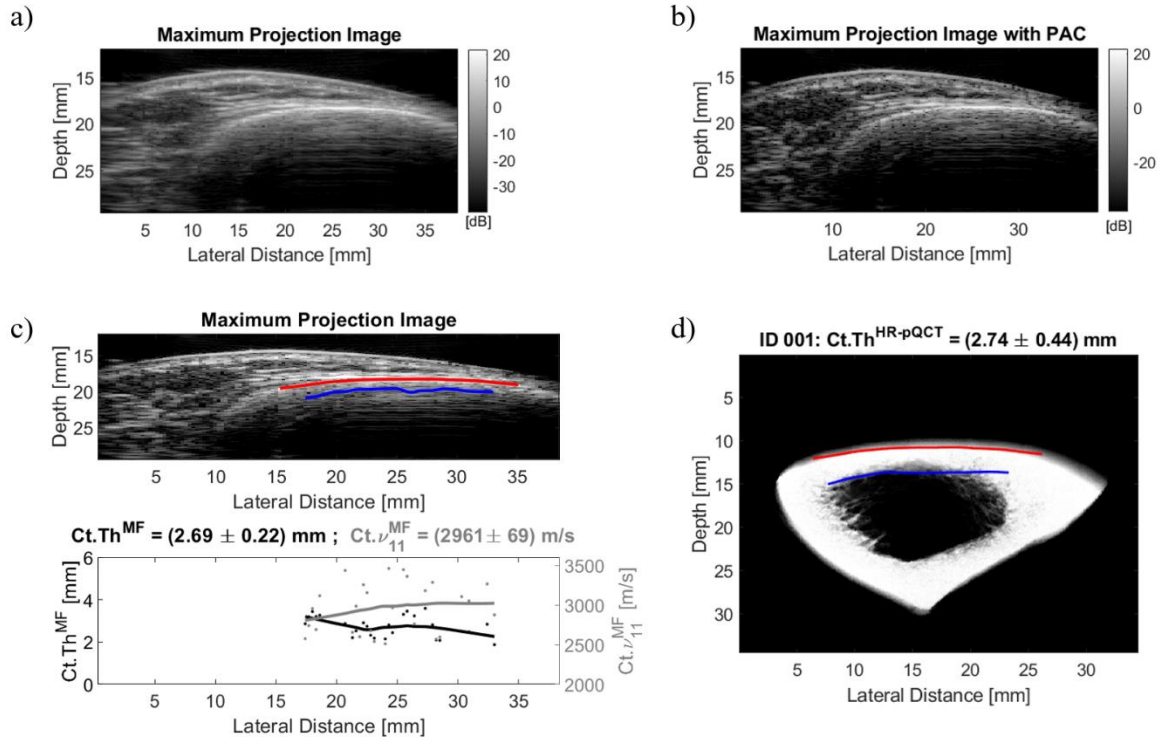 a)
Maximum Projection Image
Depth [mm]
15
20
25
5 10 15 20 25 30 35
Lateral Distance [mm]
20
10
0
-10
-20
-30
[dB]
b)
Maximum Projection Image with PAC
Depth [mm]
15
20
25
10 20 30
Lateral Distance [mm]
20
0
-20
[dB]
c)
Maximum Projection Image
Depth [mm]
15
20
25
5 10 15 20 25 30 35
Lateral Distance [mm]
Ct.Th^MF = (2.69 ± 0.22) mm ; Ct.ν₁₁^MF = (2961± 69) m/s
Ct.Th^MF [mm]
6
4
2
0
5 10 15 20 25 30 35
Lateral Distance [mm]
3500
3000
2500
2000
Ct.ν₁₁^MF [m/s]
d)
ID 001: Ct.Th^HR-pQCT = (2.74 ± 0.44) mm
Depth [mm]
0
5
10
15
20
25
30
5 10 15 20 25 30
Lateral Distance [mm]